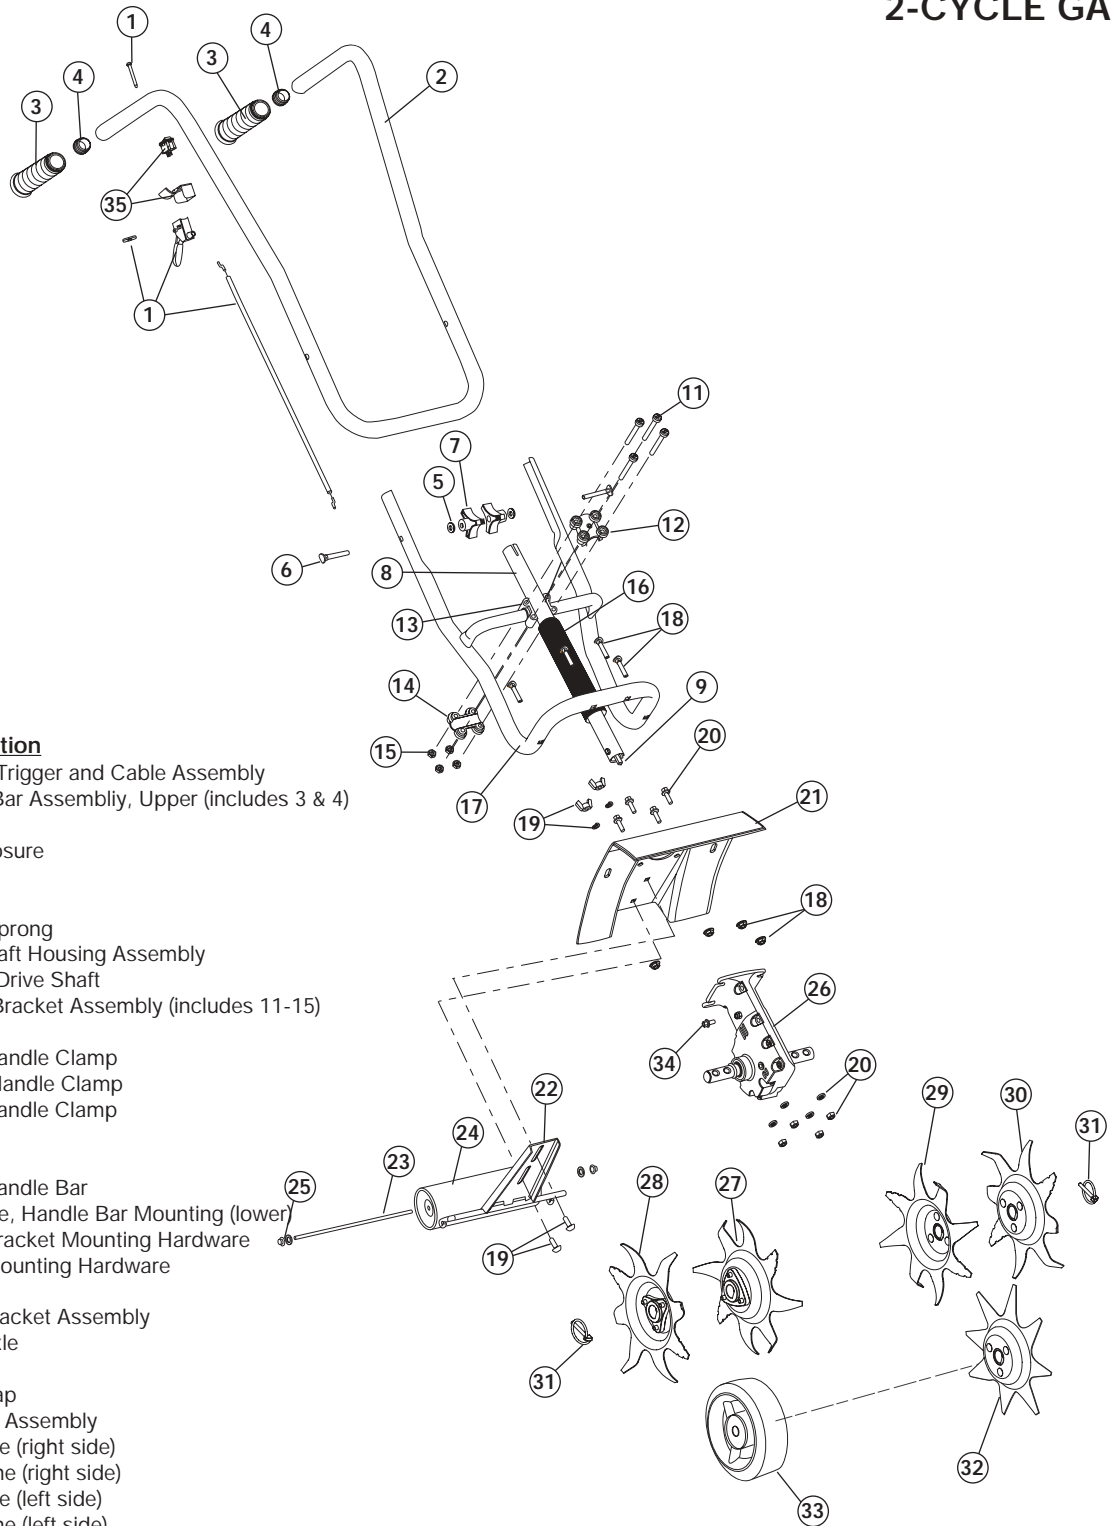 2-CYCLE GA
1
4
3
2
4
3
35
1
11
7
5
12
6
8
16
13
18
14
9
15
20
17
19
21
18
26
34
20
22
29
30
24
31
23
25
28
27
19
31
32
33
tion
Trigger and Cable Assembly
Bar Assembliy, Upper (includes 3 & 4)
osure
prong
aft Housing Assembly
Drive Shaft
Bracket Assembly (includes 11-15)
andle Clamp
Handle Clamp
andle Clamp
andle Bar
e, Handle Bar Mounting (lower)
racket Mounting Hardware
ounting Hardware
acket Assembly
xle
ap
Assembly
e (right side)
ne (right side)
e (left side)
ne (left side)